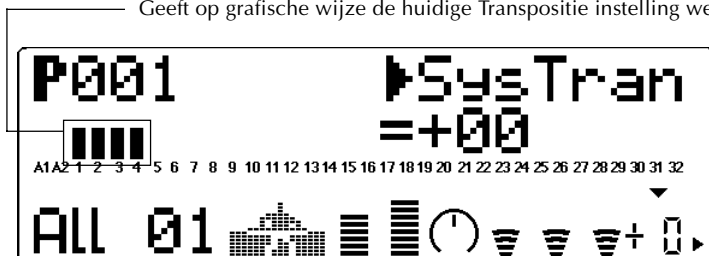 Geeft op grafische wijze de huidige Transpositie instelling we
P001 SysTran
=+00
A1 A2 1 2 3 4 5 6 7 8 9 10 11 12 13 14 15 16 17 18 19 20 21 22 23 24 25 26 27 28 29 30 31 32
All 01 + 0